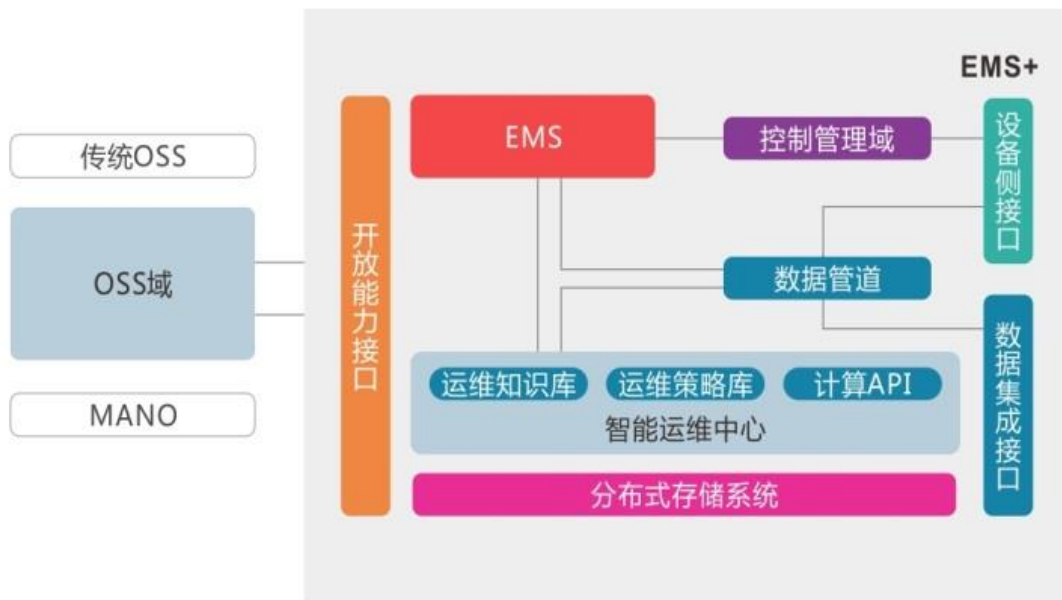 EMS+
传统OSS
OSS域
MANO
开放能力接口
EMS
控制管理域
设备侧接口
数据管道
运维知识库
运维策略库
计算API
智能运维中心
数据集成接口
分布式存储系统